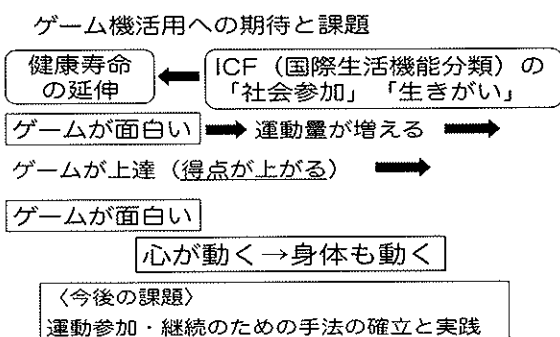 ゲーム機活用への期待と課題
健康寿命
の延伸
ICF（国際生活機能分類）の
「社会参加」「生きがい」
ゲームが面白い
運動量が増える
ゲームが上達（得点が上がる）
ゲームが面白い
心が動く→身体も動く
〈今後の課題〉
運動参加・継続のための手法の確立と実践